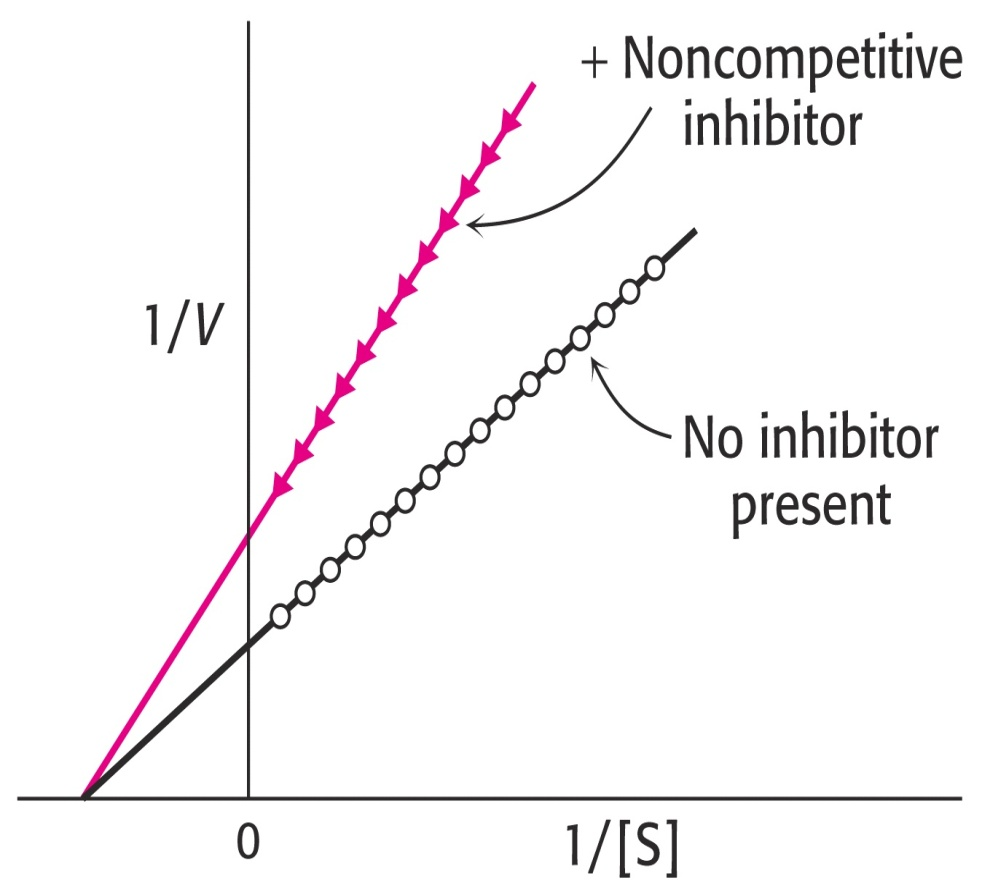 + Noncompetitive
inhibitor
1/V
No inhibitor
present
0
1/[S]